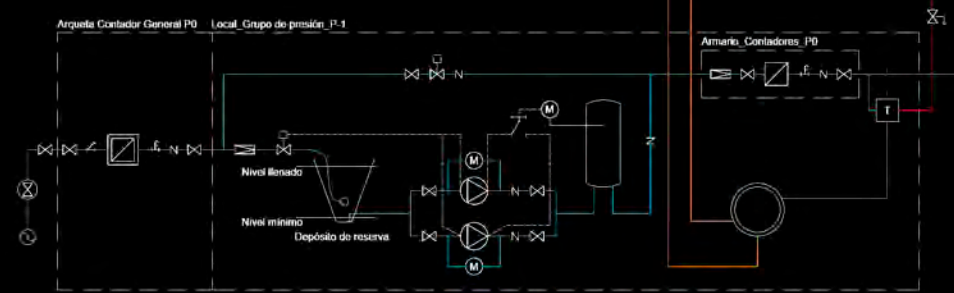 Arqueta Contador General P0
Local_Grupo de presión_P-1
Armario_Contadores_P0
M
T
Nivel llenado
M
Nivel mínimo
Depósito de reserva
M